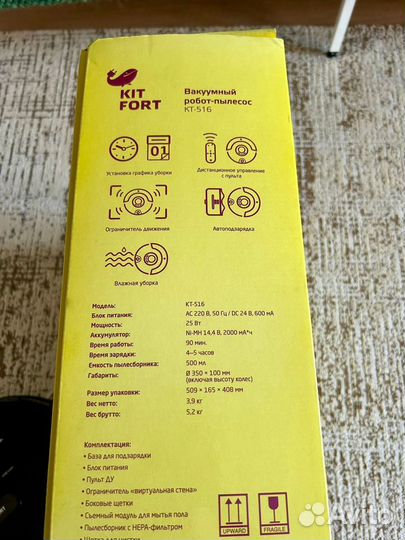 KIT
FORT
Вакуумный
робот-пылесос
КТ-516
01
Установка графика уборки
Дистанционное управление
с пульта
Ограничитель движения
Автоподзарядка
Влажная уборка
Модель: КТ-516
Блок питания: AC 220 В, 50 Гц / DC 24 В, 600 мА
Мощность: 25 Вт
Аккумулятор: Ni-MH 14,4 В, 2000 мА*ч
Время работы: 90 мин.
Время зарядки: 4–5 часов
Емкость пылесборника: 500 мл
Габариты: Ø 350 × 100 мм
(включая высоту колес)
Размер упаковки: 509 × 165 × 408 мм
Вес нетто: 3,9 кг
Вес брутто: 5,2 кг
Комплектация:
• База для подзарядки
• Блок питания
• Пульт ДУ
• Ограничитель «виртуальная стена»
• Боковые щетки
• Съемный модуль для мытья пола
• Пылесборник с HEPA-фильтром
UPWARD
FRAGILE
Avito